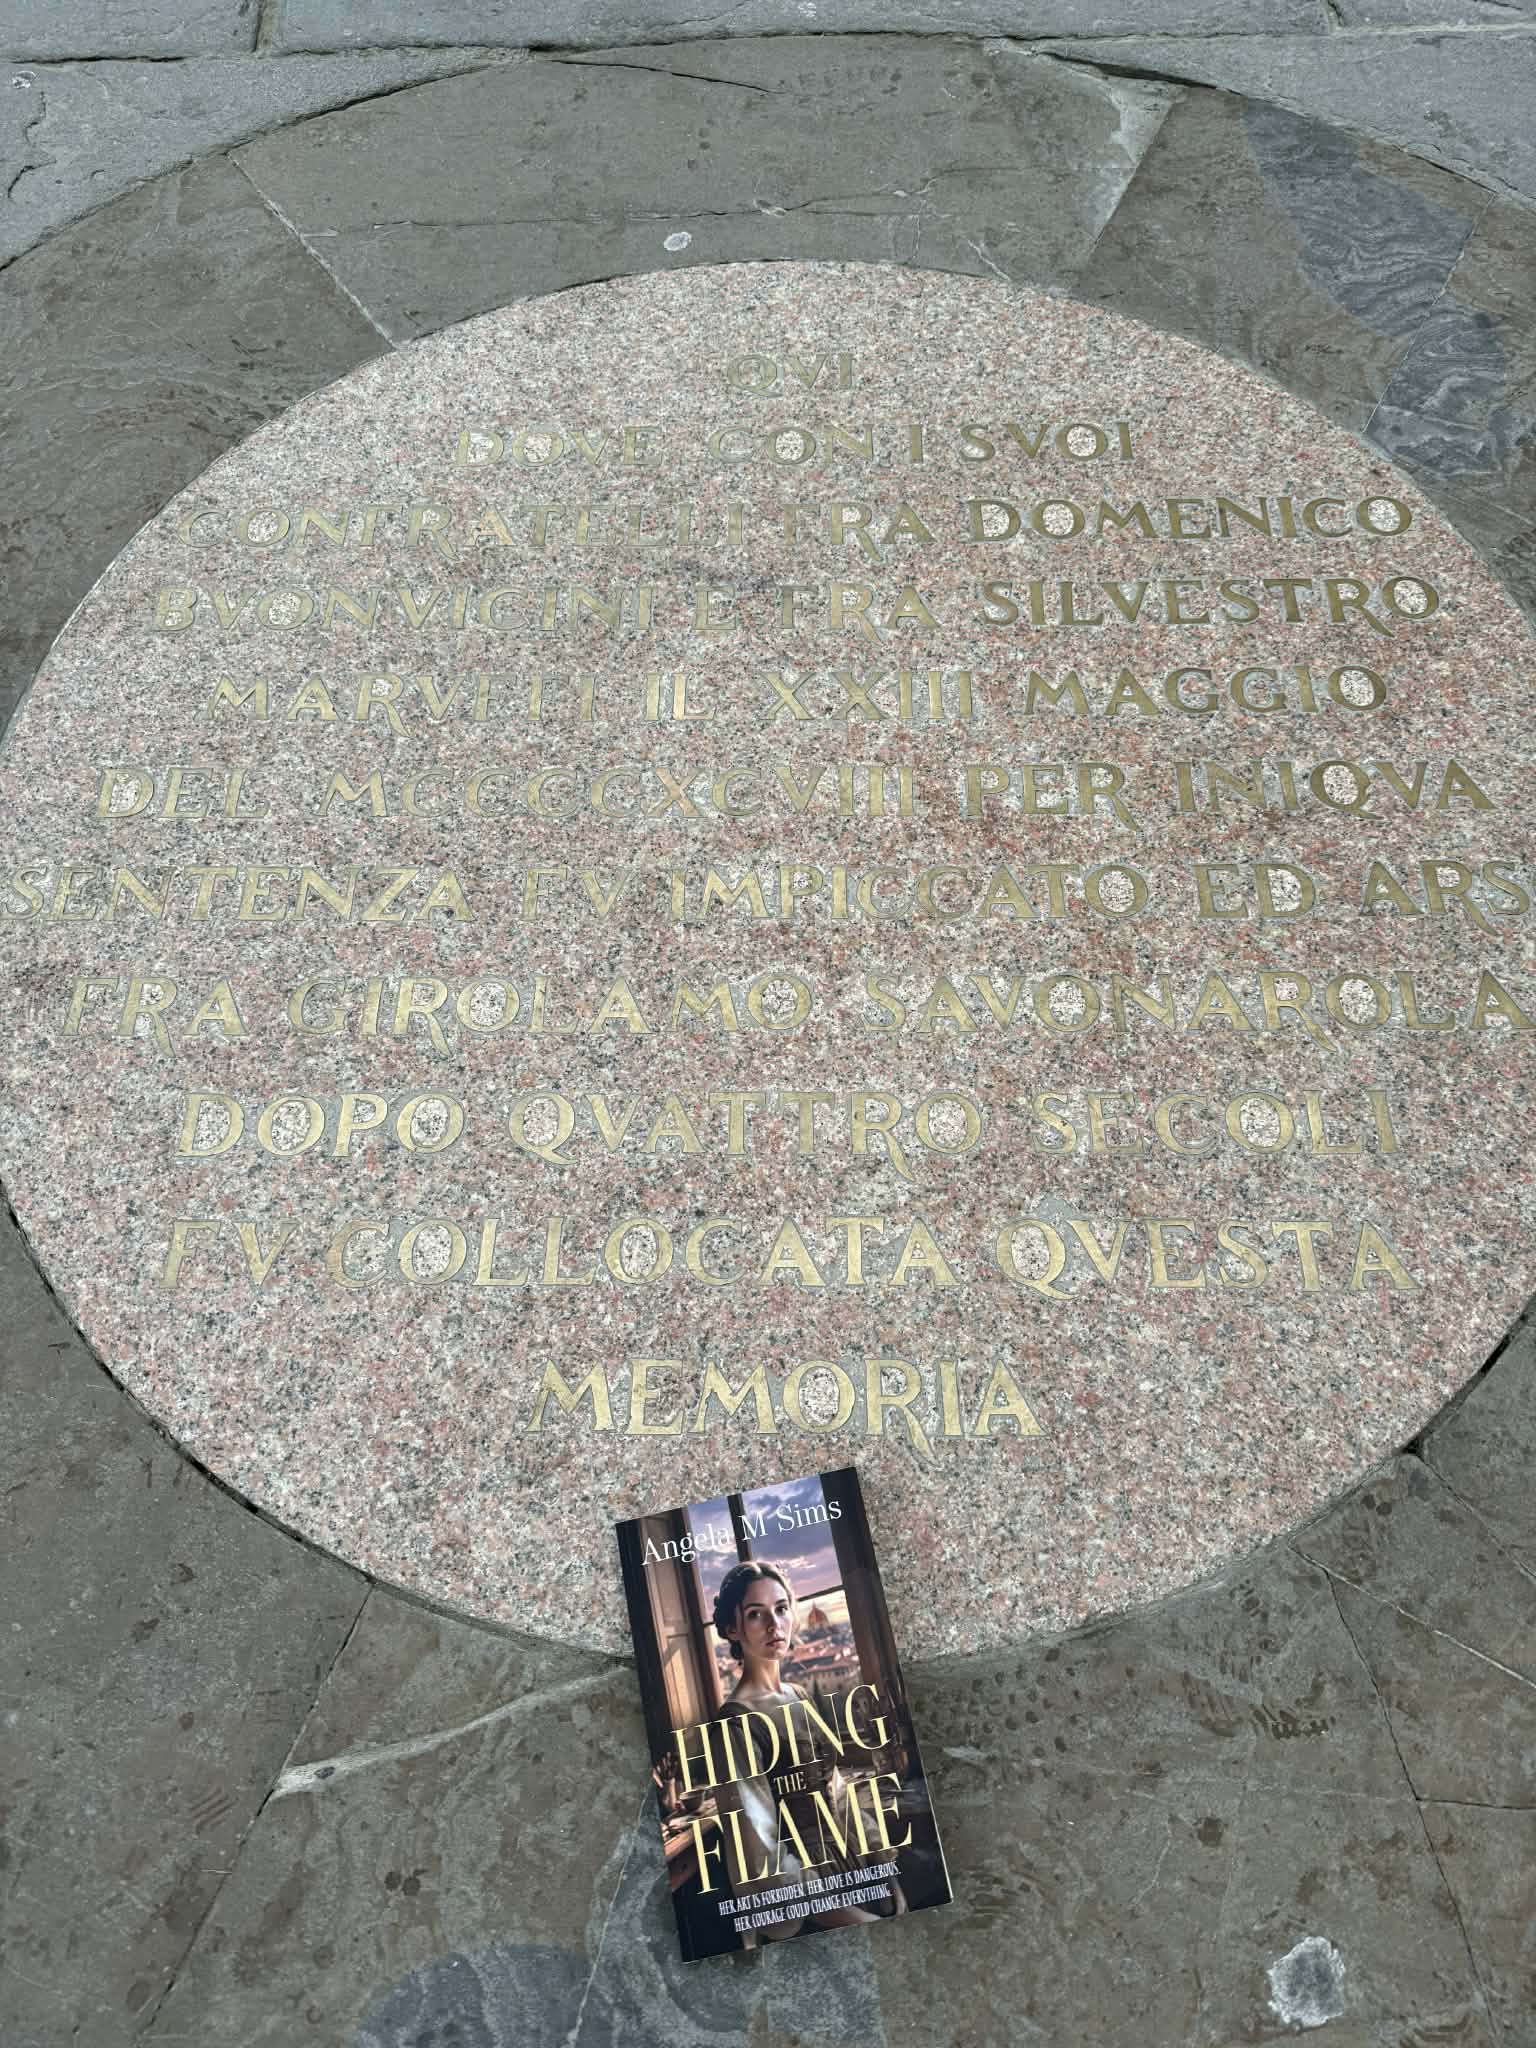 QVI
DOVE CON I SVOI
CONFRATELLI FRA DOMENICO
BVONVICINI E FRA SILVESTRO
MARVFFI IL XXIII MAGGIO
DEL MCCCCXCVIII PER INIQVA
SENTENZA FV IMPICCATO ED ARS
FRA GIROLAMO SAVONAROLA
DOPO QVATTRO SECOLI
FV COLLOCATA QVESTA
MEMORIA
Angela M Sims
HIDING
THE
FLAME
HER ART IS FORBIDDEN. HER LOVE IS DANGEROUS.
HER COURAGE COULD CHANGE EVERYTHING.